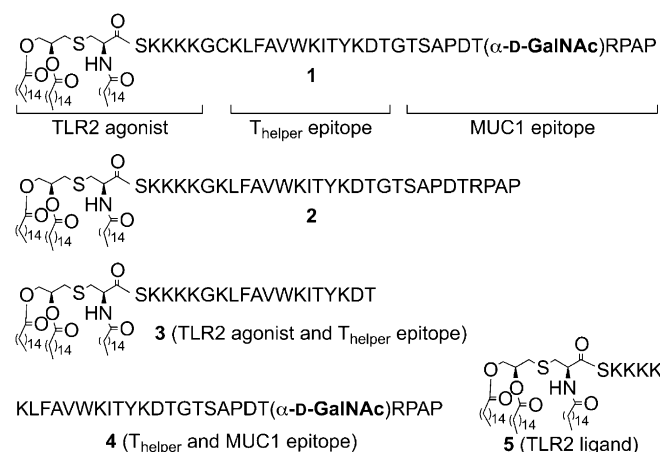 O
S SKKKKGCKLFAVWKITYKDTGTSAPDT(α-D-GalNAc)RPAP
O O HN
O O O
14 14 14
1
TLR2 agonist Thelper epitope MUC1 epitope
O
S SKKKKGKLFAVWKITYKDTGTSAPDTRPAP
O O HN
O O O
14 14 14
2
O
S SKKKKGKLFAVWKITYKDT
O O HN
O O O
14 14 14
3 (TLR2 agonist and Thelper epitope)
KLFAVWKITYKDTGTSAPDT(α-D-GalNAc)RPAP
4 (Thelper and MUC1 epitope)
O
S SKKKK
O O HN
O O O
14 14 14
5 (TLR2 ligand)